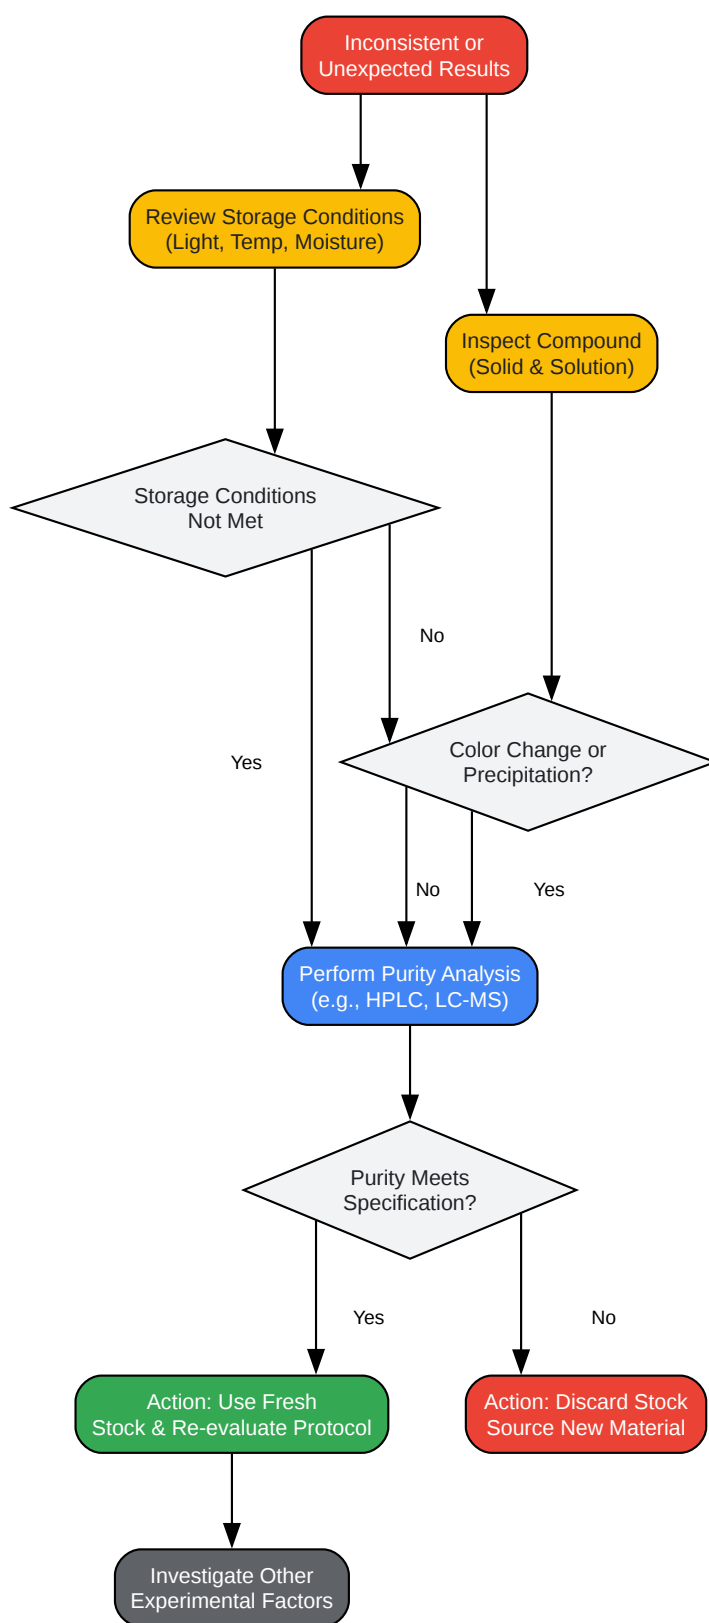 Inconsistent or
Unexpected Results
Review Storage Conditions
(Light, Temp, Moisture)
Inspect Compound
(Solid & Solution)
Storage Conditions
Not Met
No
Color Change or
Precipitation?
Yes
No
Yes
Perform Purity Analysis
(e.g., HPLC, LC-MS)
Purity Meets
Specification?
Yes
No
Action: Use Fresh
Stock & Re-evaluate Protocol
Action: Discard Stock
Source New Material
Investigate Other
Experimental Factors